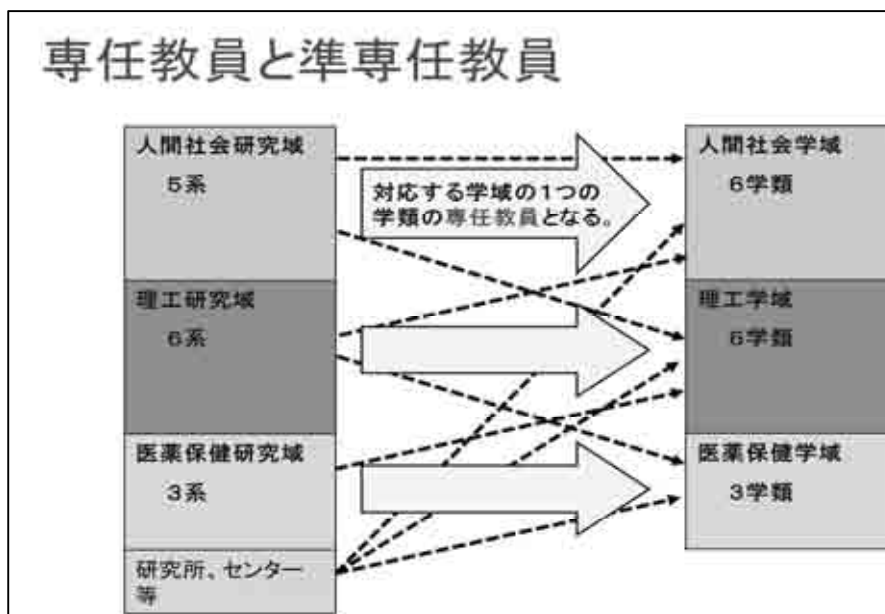 専任教員と準専任教員
人間社会研究域
5系
対応する学域の1つの
学類の専任教員となる。
人間社会学域
6学類
理工研究域
6系
理工学域
6学類
医薬保健研究域
3系
医薬保健学域
3学類
研究所、センター
等